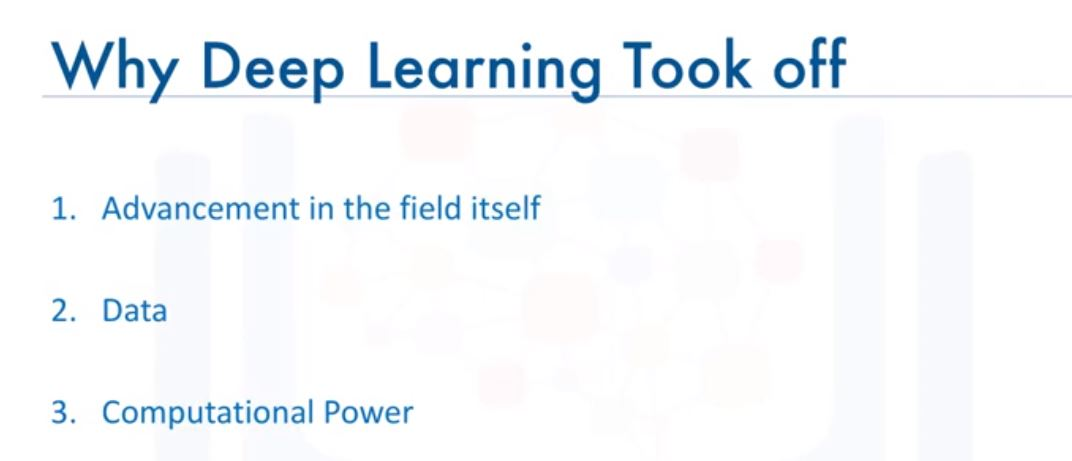 Why Deep Learning Took off
1. Advancement in the field itself
2. Data
3. Computational Power